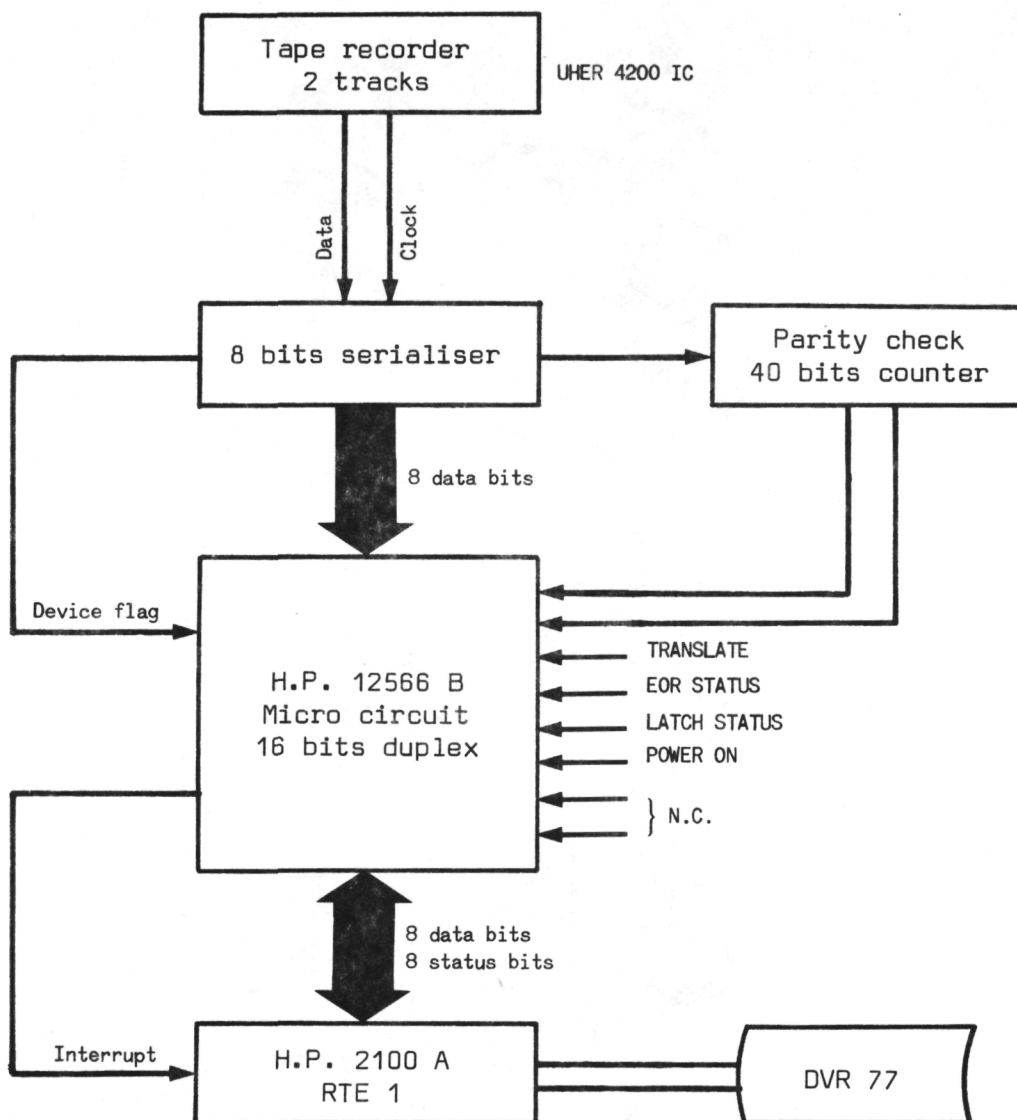 Tape recorder
2 tracks
UHER 4200 IC
Data
Clock
8 bits serialiser
Parity check
40 bits counter
8 data bits
Device flag
H.P. 12566 B
Micro circuit
16 bits duplex
TRANSLATE
EOR STATUS
LATCH STATUS
POWER ON
} N.C.
8 data bits
8 status bits
Interrupt
H.P. 2100 A
RTE 1
DVR 77